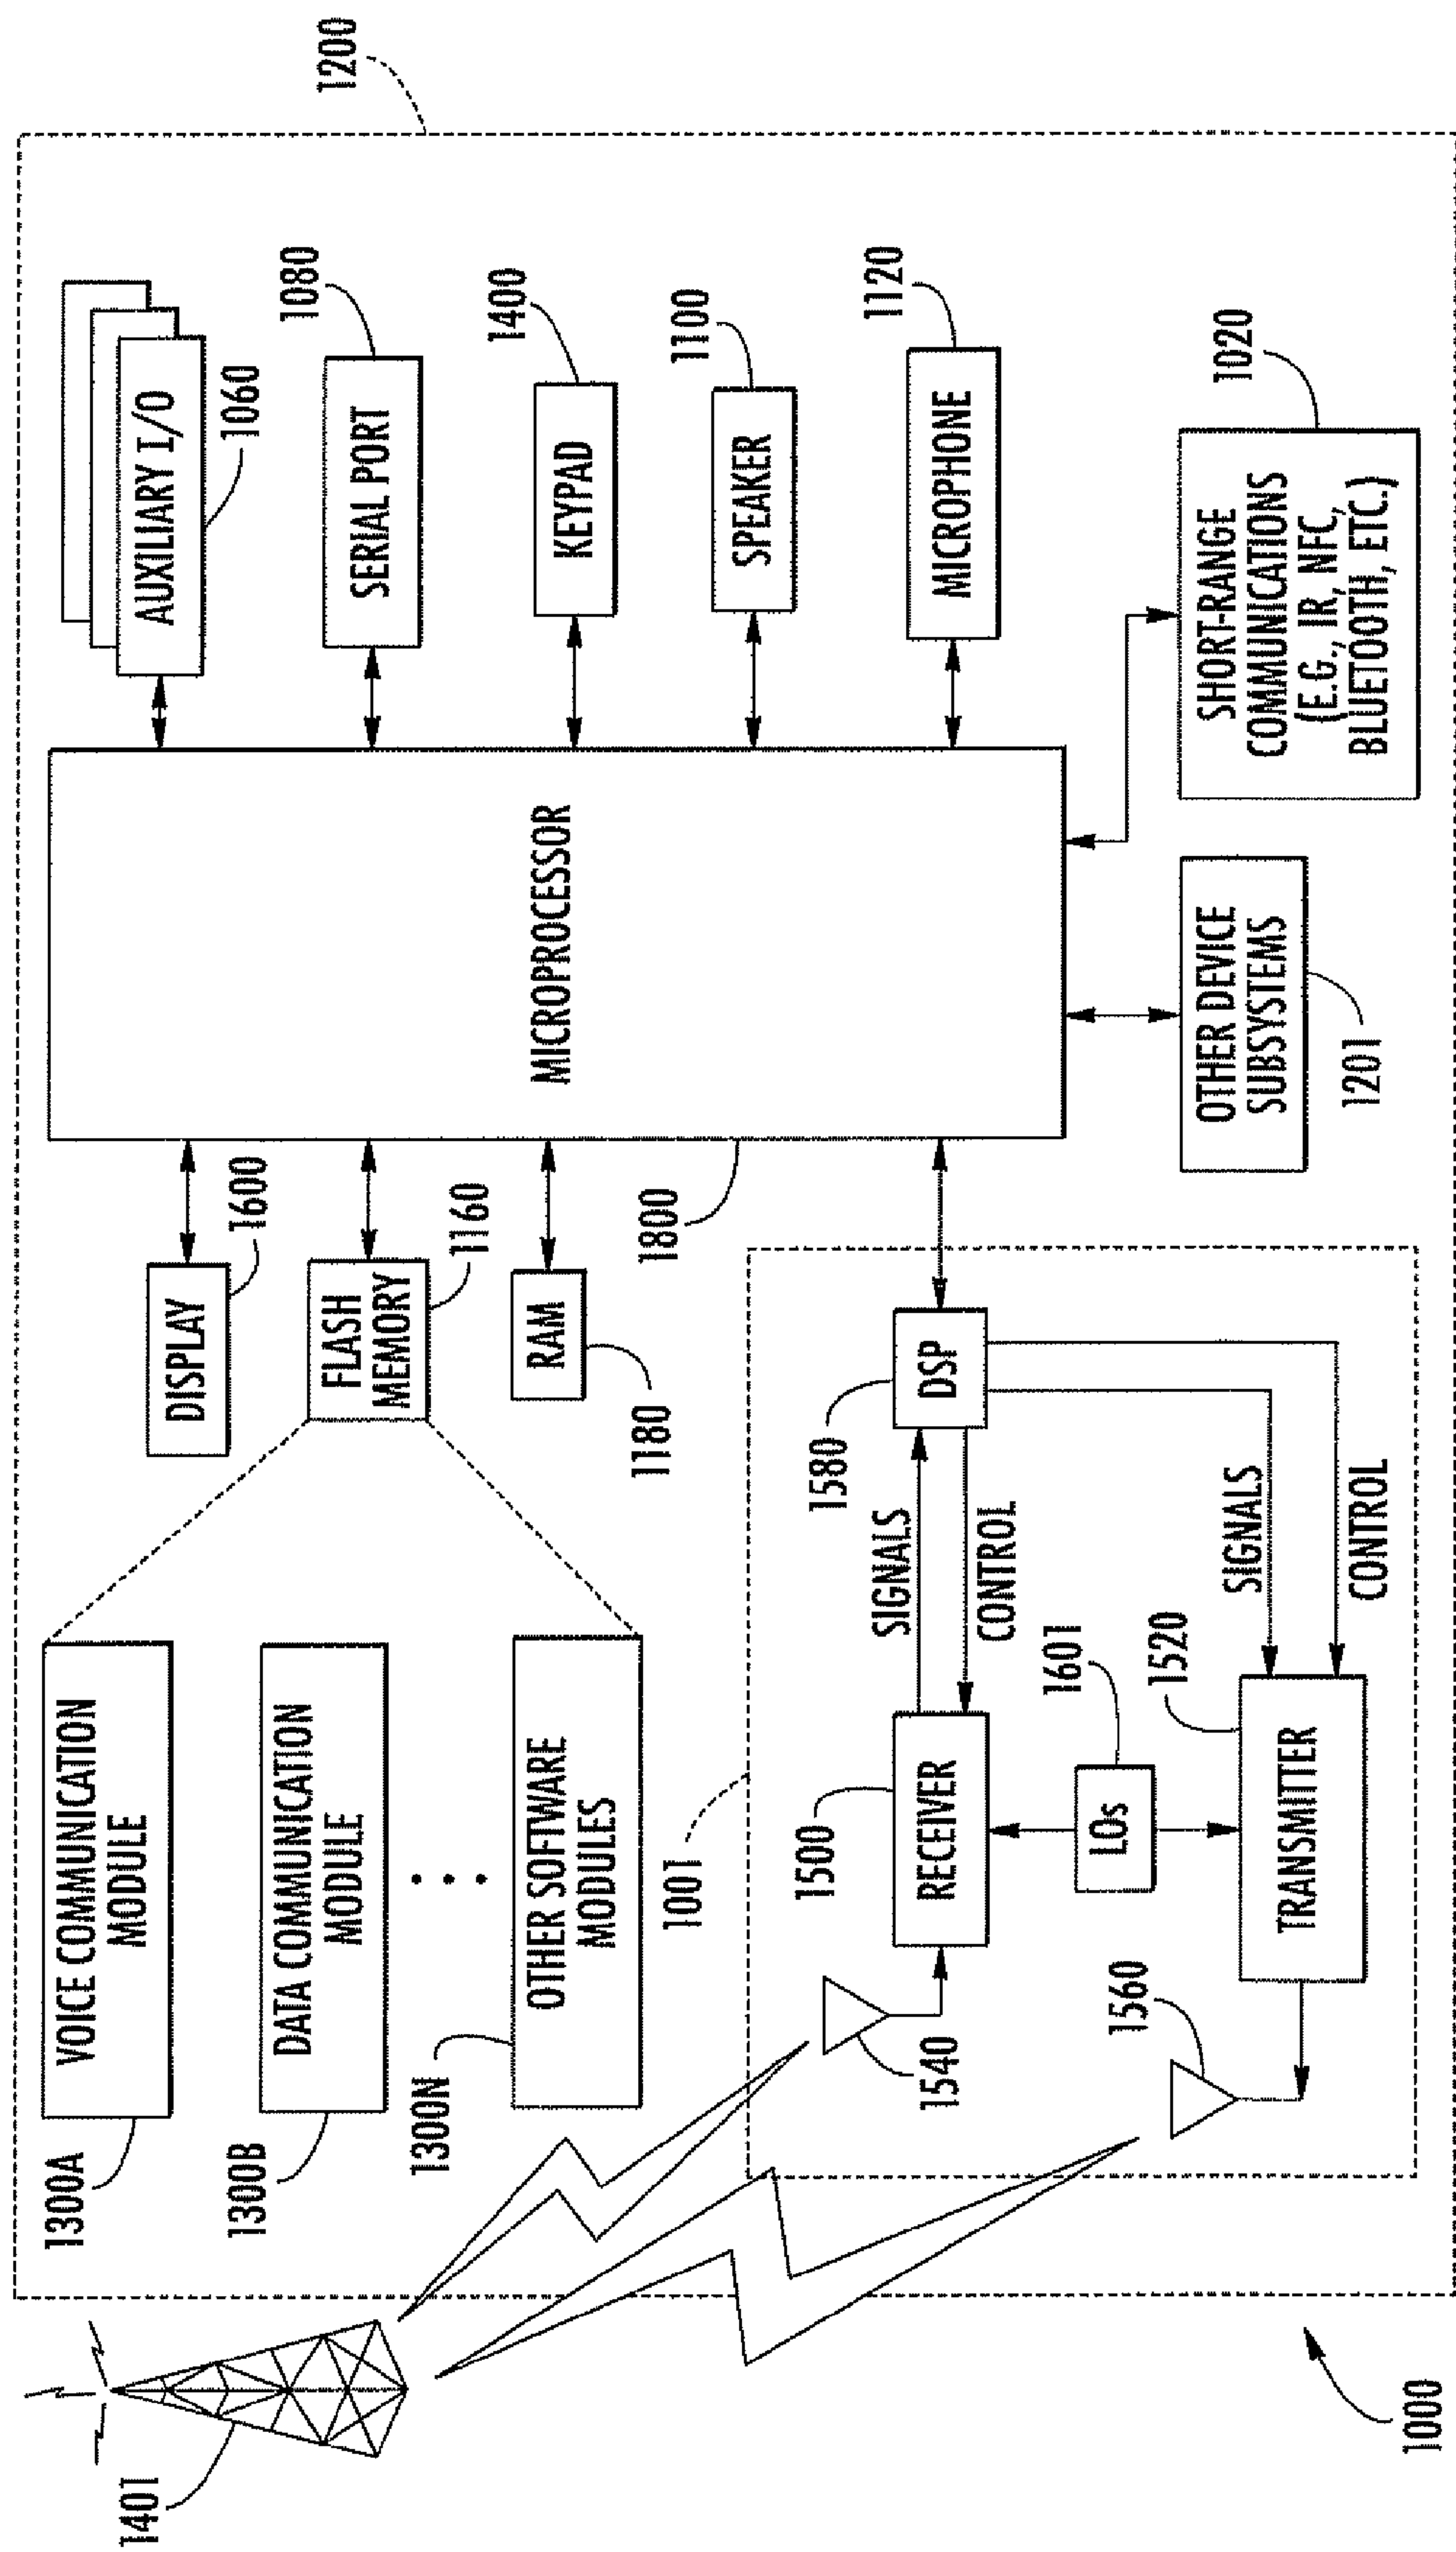 1200
VOICE COMMUNICATION
MODULE
1300A
DATA COMMUNICATION
MODULE
1300B
OTHER SOFTWARE
MODULES
1300N
DISPLAY
1600
FLASH
MEMORY
1160
RAM
1180
MICROPROCESSOR
1800
AUXILIARY I/O
1060
SERIAL PORT
1080
KEYPAD
1400
SPEAKER
1100
MICROPHONE
1120
SHORT-RANGE
COMMUNICATIONS
(E.G., IR, NFC,
BLUETOOTH, ETC.)
1020
OTHER DEVICE
SUBSYSTEMS
1201
1401
1001
1540
1500
RECEIVER
SIGNALS
CONTROL
1580
DSP
1601
LOs
1560
1520
TRANSMITTER
SIGNALS
CONTROL
1000